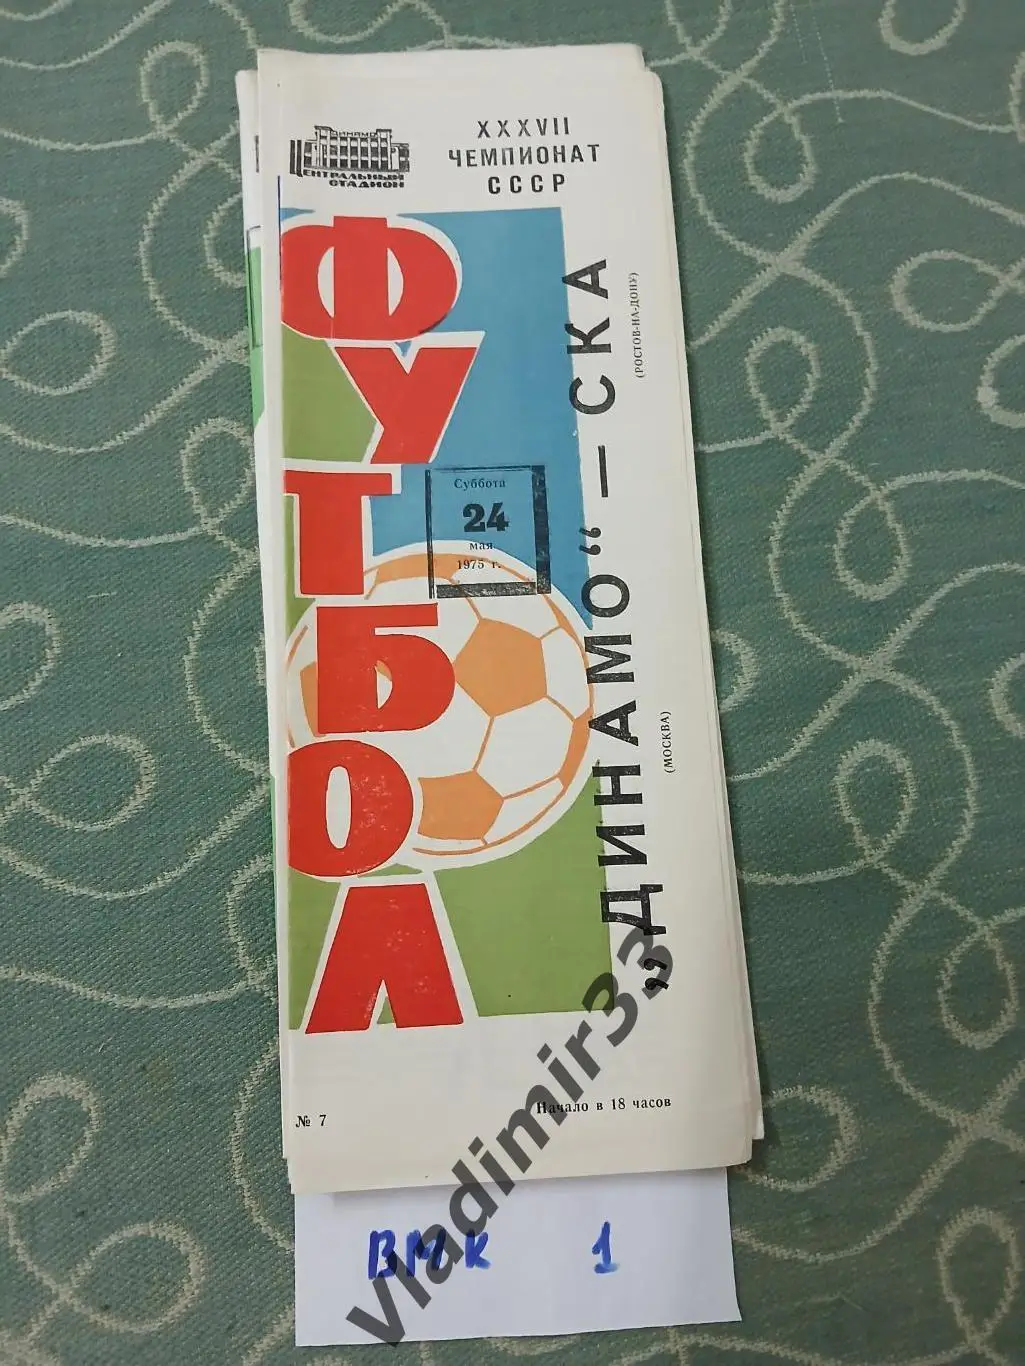 ДИНАМО
ЦЕНТРАЛЬНЫЙ
СТАДИОН
XXXVII
ЧЕМПИОНАТ
СССР
ФУТБОЛ
Суббота
24
мая
1975 г.
„ДИНАМО“ — СКА
(МОСКВА)
(РОСТОВ-НА-ДОНУ)
№ 7
Начало в 18 часов
ВМК 1
Vladimir33